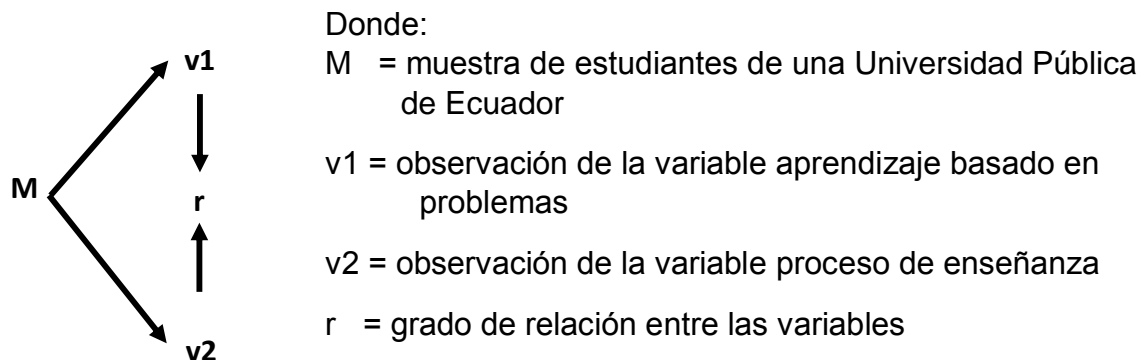 Donde:
v1
M = muestra de estudiantes de una Universidad Pública
de Ecuador
v1 = observación de la variable aprendizaje basado en
problemas
M
r
v2 = observación de la variable proceso de enseñanza
r = grado de relación entre las variables
v2